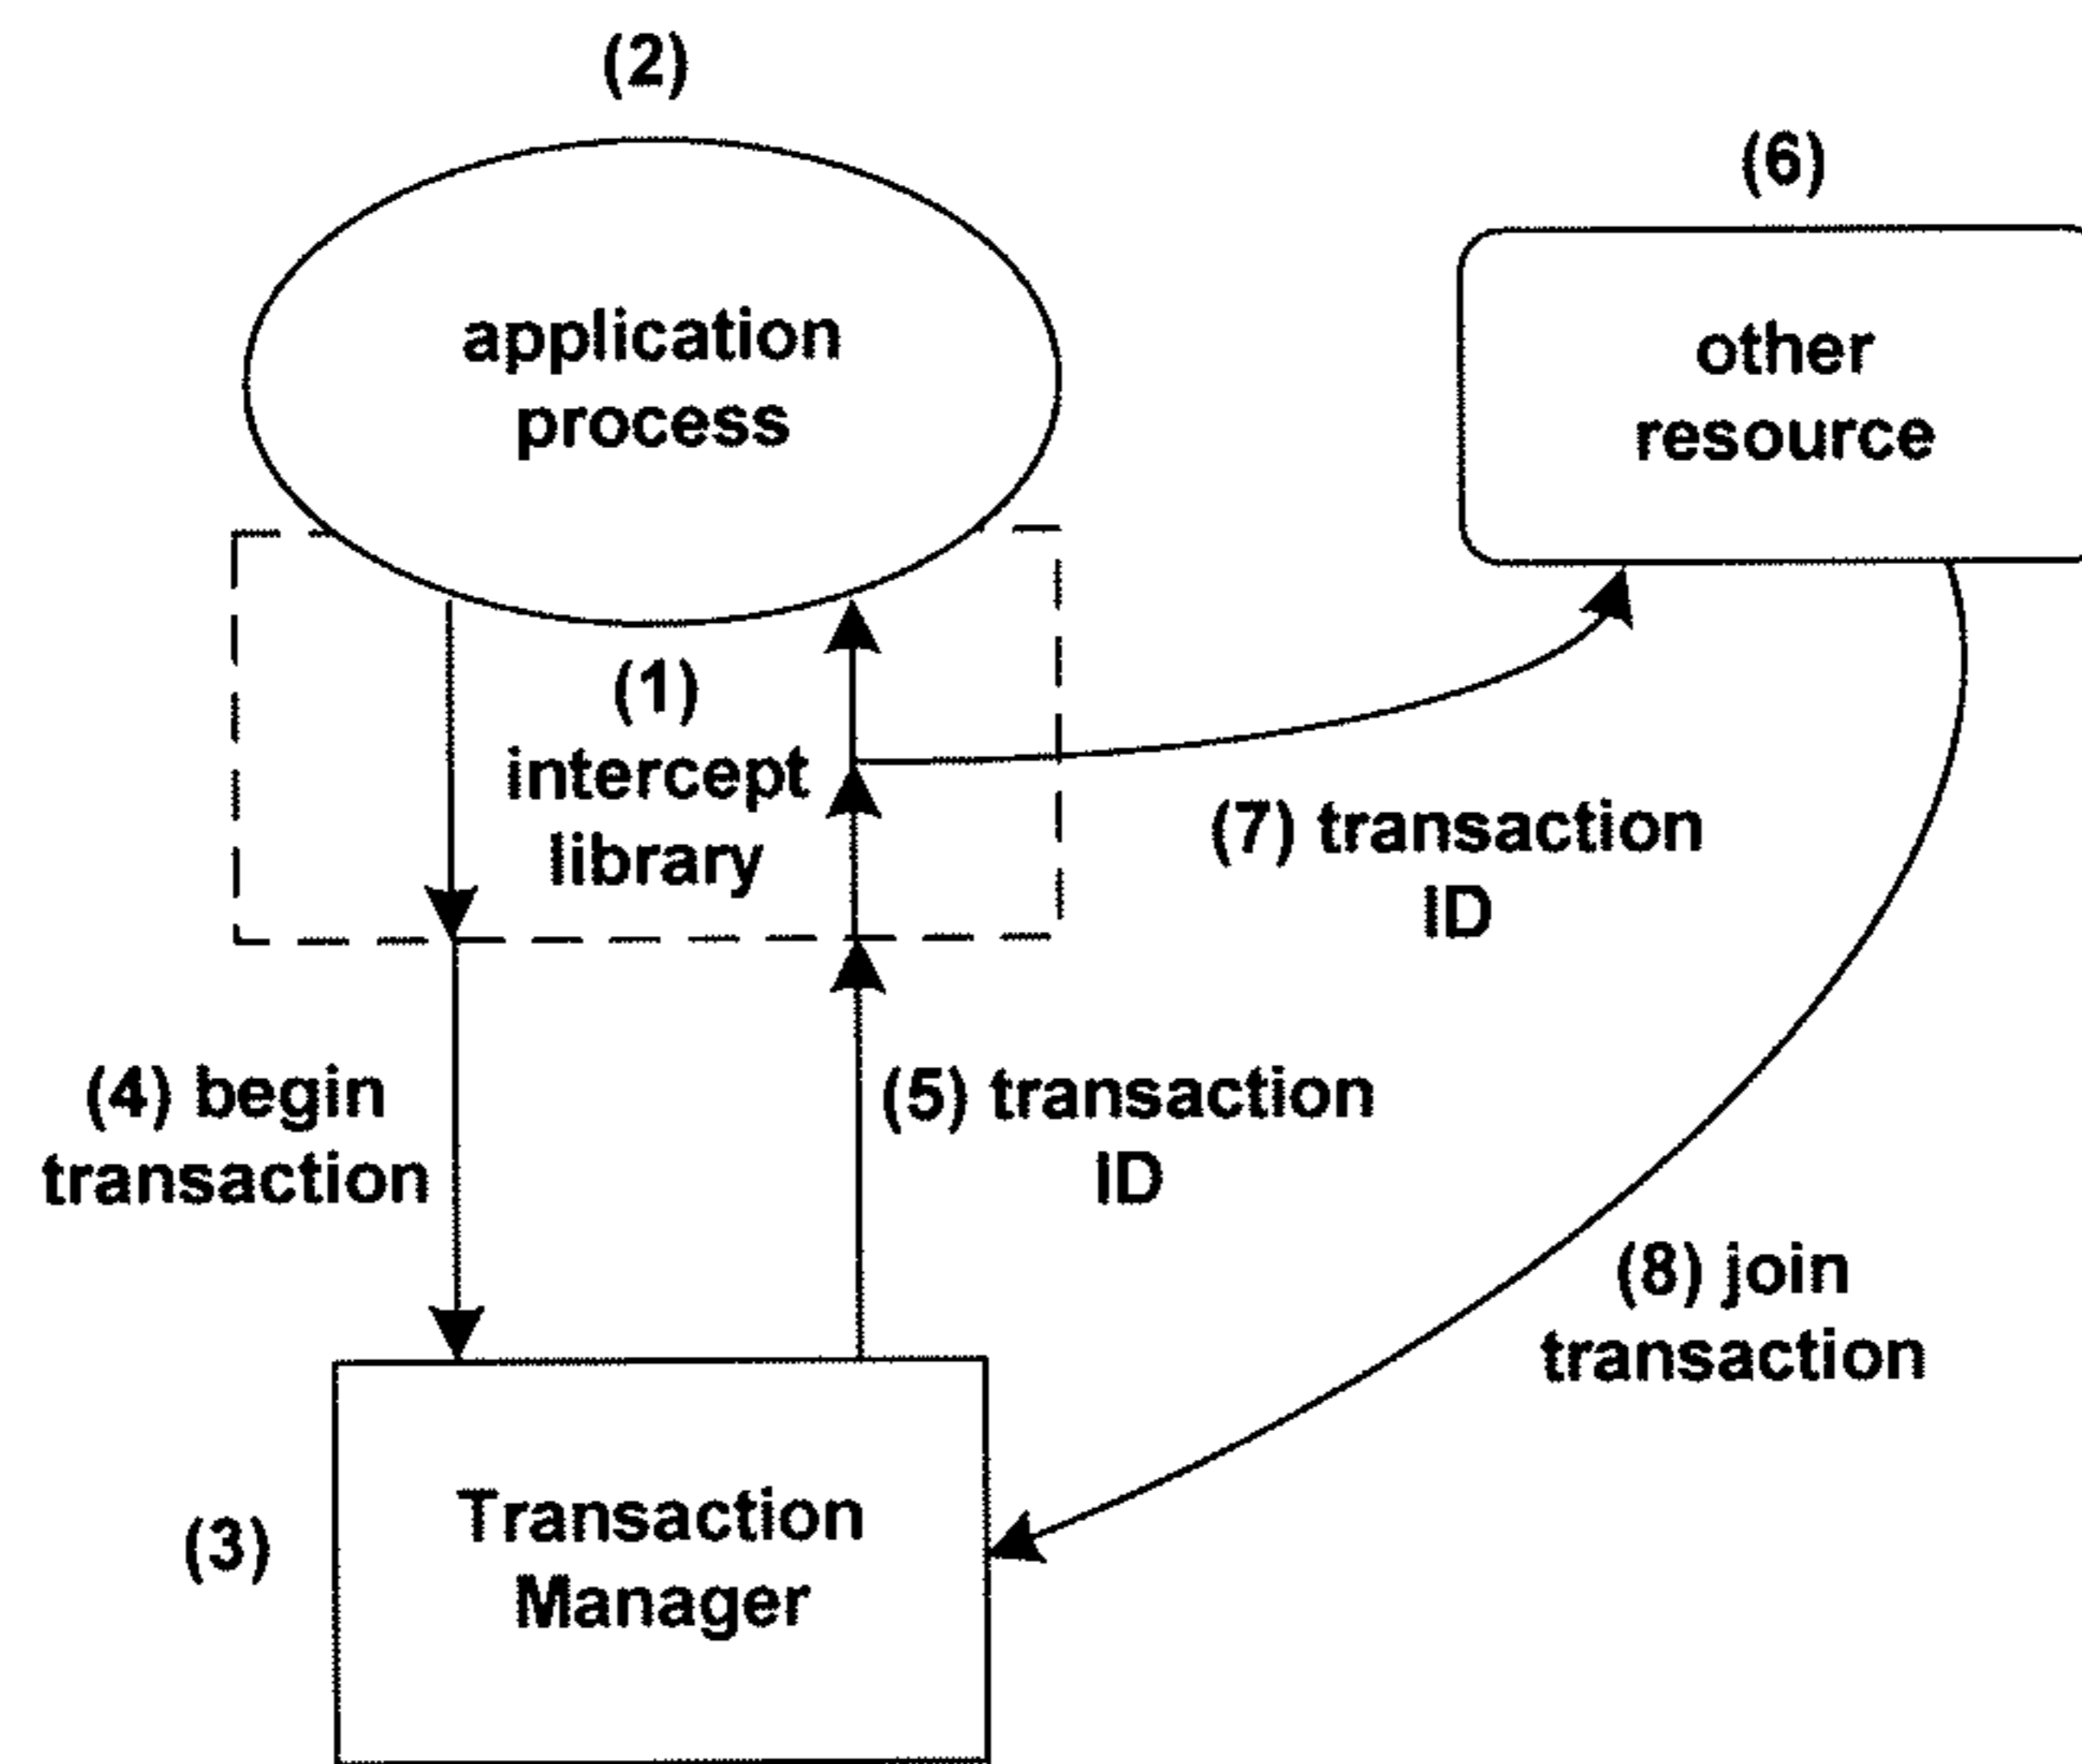 (2)
application
process
(6)
other
resource
(1)
intercept
library
(7) transaction
ID
(4) begin
transaction
(5) transaction
ID
(8) join
transaction
(3)
Transaction
Manager